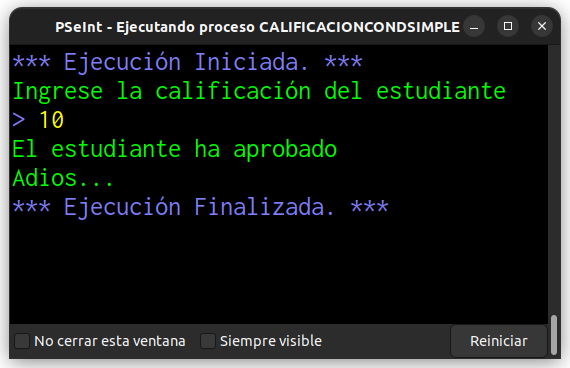 PSeInt - Ejecutando proceso CALIFICACIONCONDSIMPLE
*** Ejecución Iniciada. ***
Ingrese la calificación del estudiante
> 10
El estudiante ha aprobado
Adios...
*** Ejecución Finalizada. ***
No cerrar esta ventana Siempre visible Reiniciar